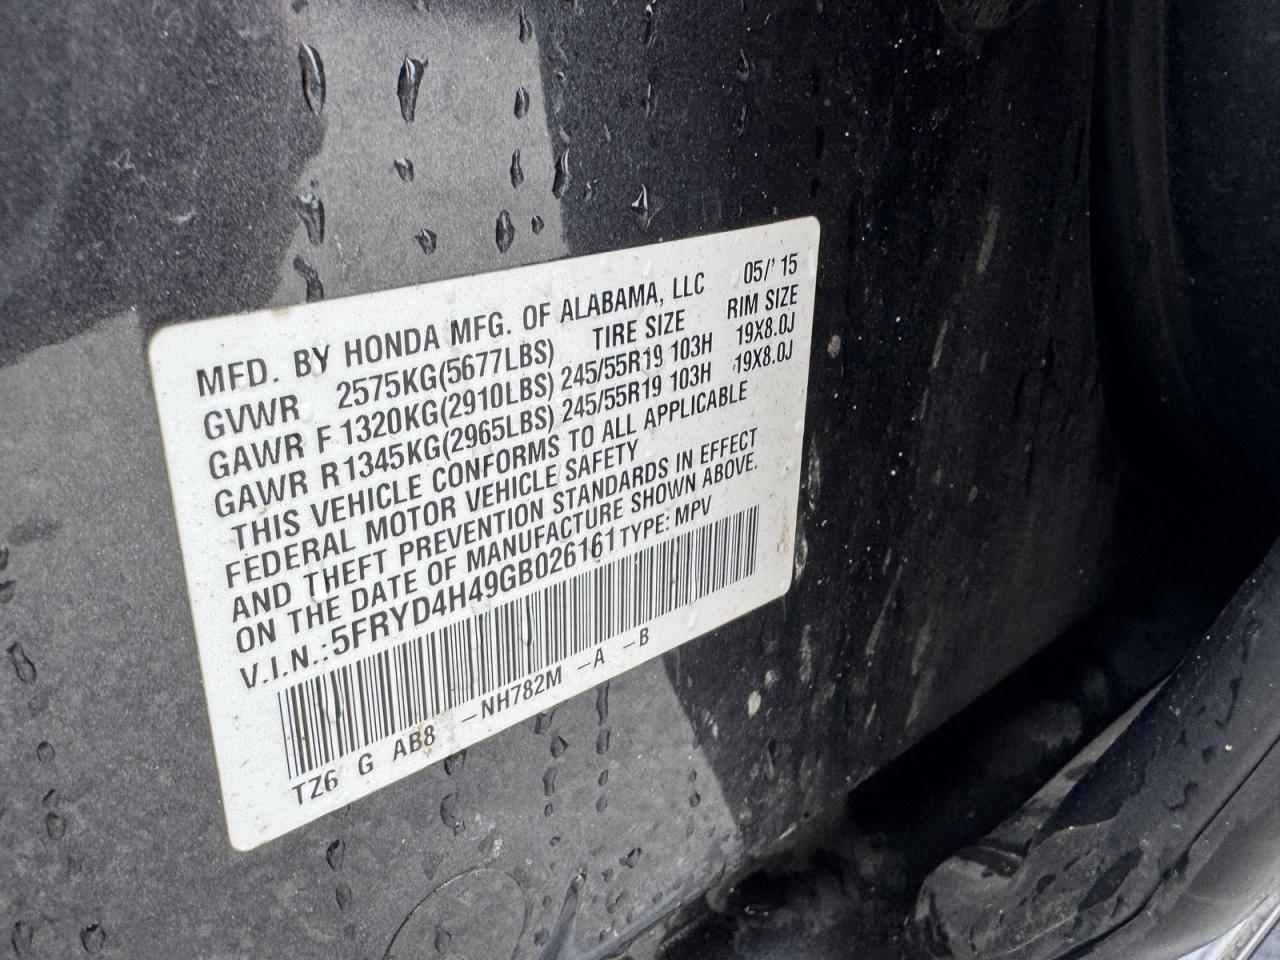 MFD. BY HONDA MFG. OF ALABAMA, LLC 05/'15
GVWR 2575KG(5677LBS) TIRE SIZE RIM SIZE
GAWR F 1320KG(2910LBS) 245/55R19 103H 19X8.0J
GAWR R1345KG(2965LBS) 245/55R19 103H 19X8.0J
THIS VEHICLE CONFORMS TO ALL APPLICABLE
FEDERAL MOTOR VEHICLE SAFETY
AND THEFT PREVENTION STANDARDS IN EFFECT
ON THE DATE OF MANUFACTURE SHOWN ABOVE.
V.I.N.:5FRYD4H49GB026161 TYPE: MPV
TZ6 G AB8 -NH782M -A -B